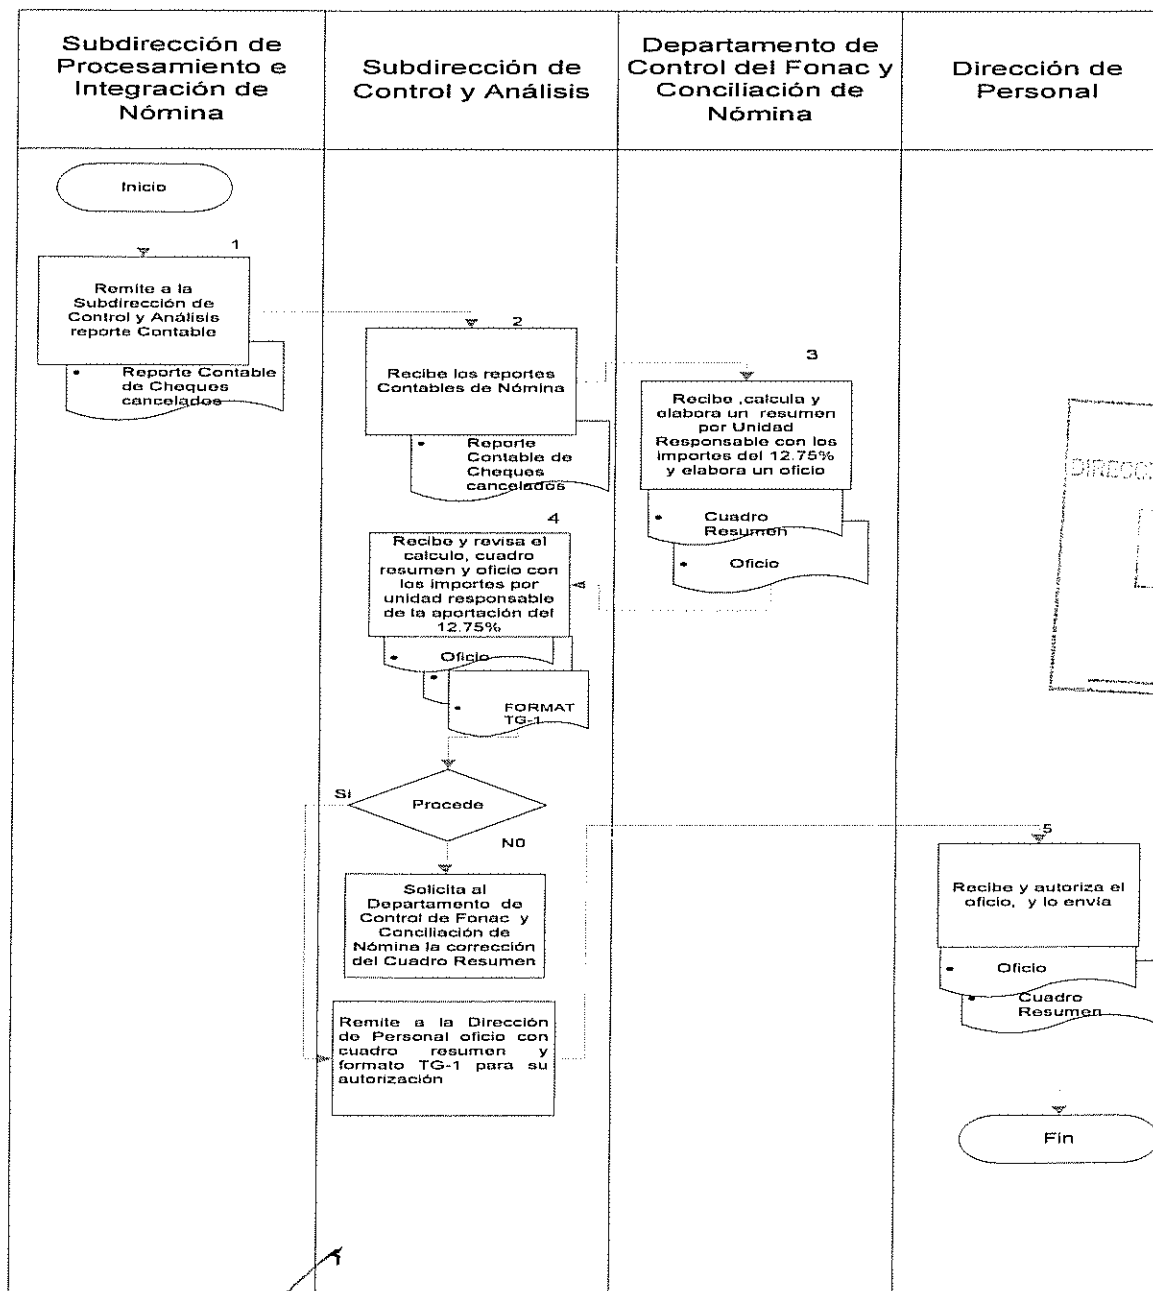 Subdirección de
Procesamiento e
Integración de
Nómina
Subdirección de
Control y Análisis
Departamento de
Control del Fonac y
Conciliación de
Nómina
Dirección de
Personal
Inicio
1
Remite a la
Subdirección de
Control y Análisis
reporte Contable
• Reporte Contable
de Cheques
cancelados
2
Recibe los reportes
Contables de Nómina
• Reporte
Contable de
Cheques
cancelados
3
Recibe ,calcula y
elabora un resumen
por Unidad
Responsable con los
importes del 12.75%
y elabora un oficio
• Cuadro
Resumen
• Oficio
4
Recibe y revisa el
calculo, cuadro
resumen y oficio con
los importes por
unidad responsable
de la aportación del
12.75%
• Oficio
•
• FORMAT
TG-1
Procede
SI
NO
Solicita al
Departamento de
Control de Fonac y
Conciliación de
Nómina la corrección
del Cuadro Resumen
Remite a la Dirección
de Personal oficio con
cuadro resumen y
formato TG-1 para su
autorización
5
Recibe y autoriza el
oficio, y lo envía
• Oficio
• Cuadro
Resumen
Fin